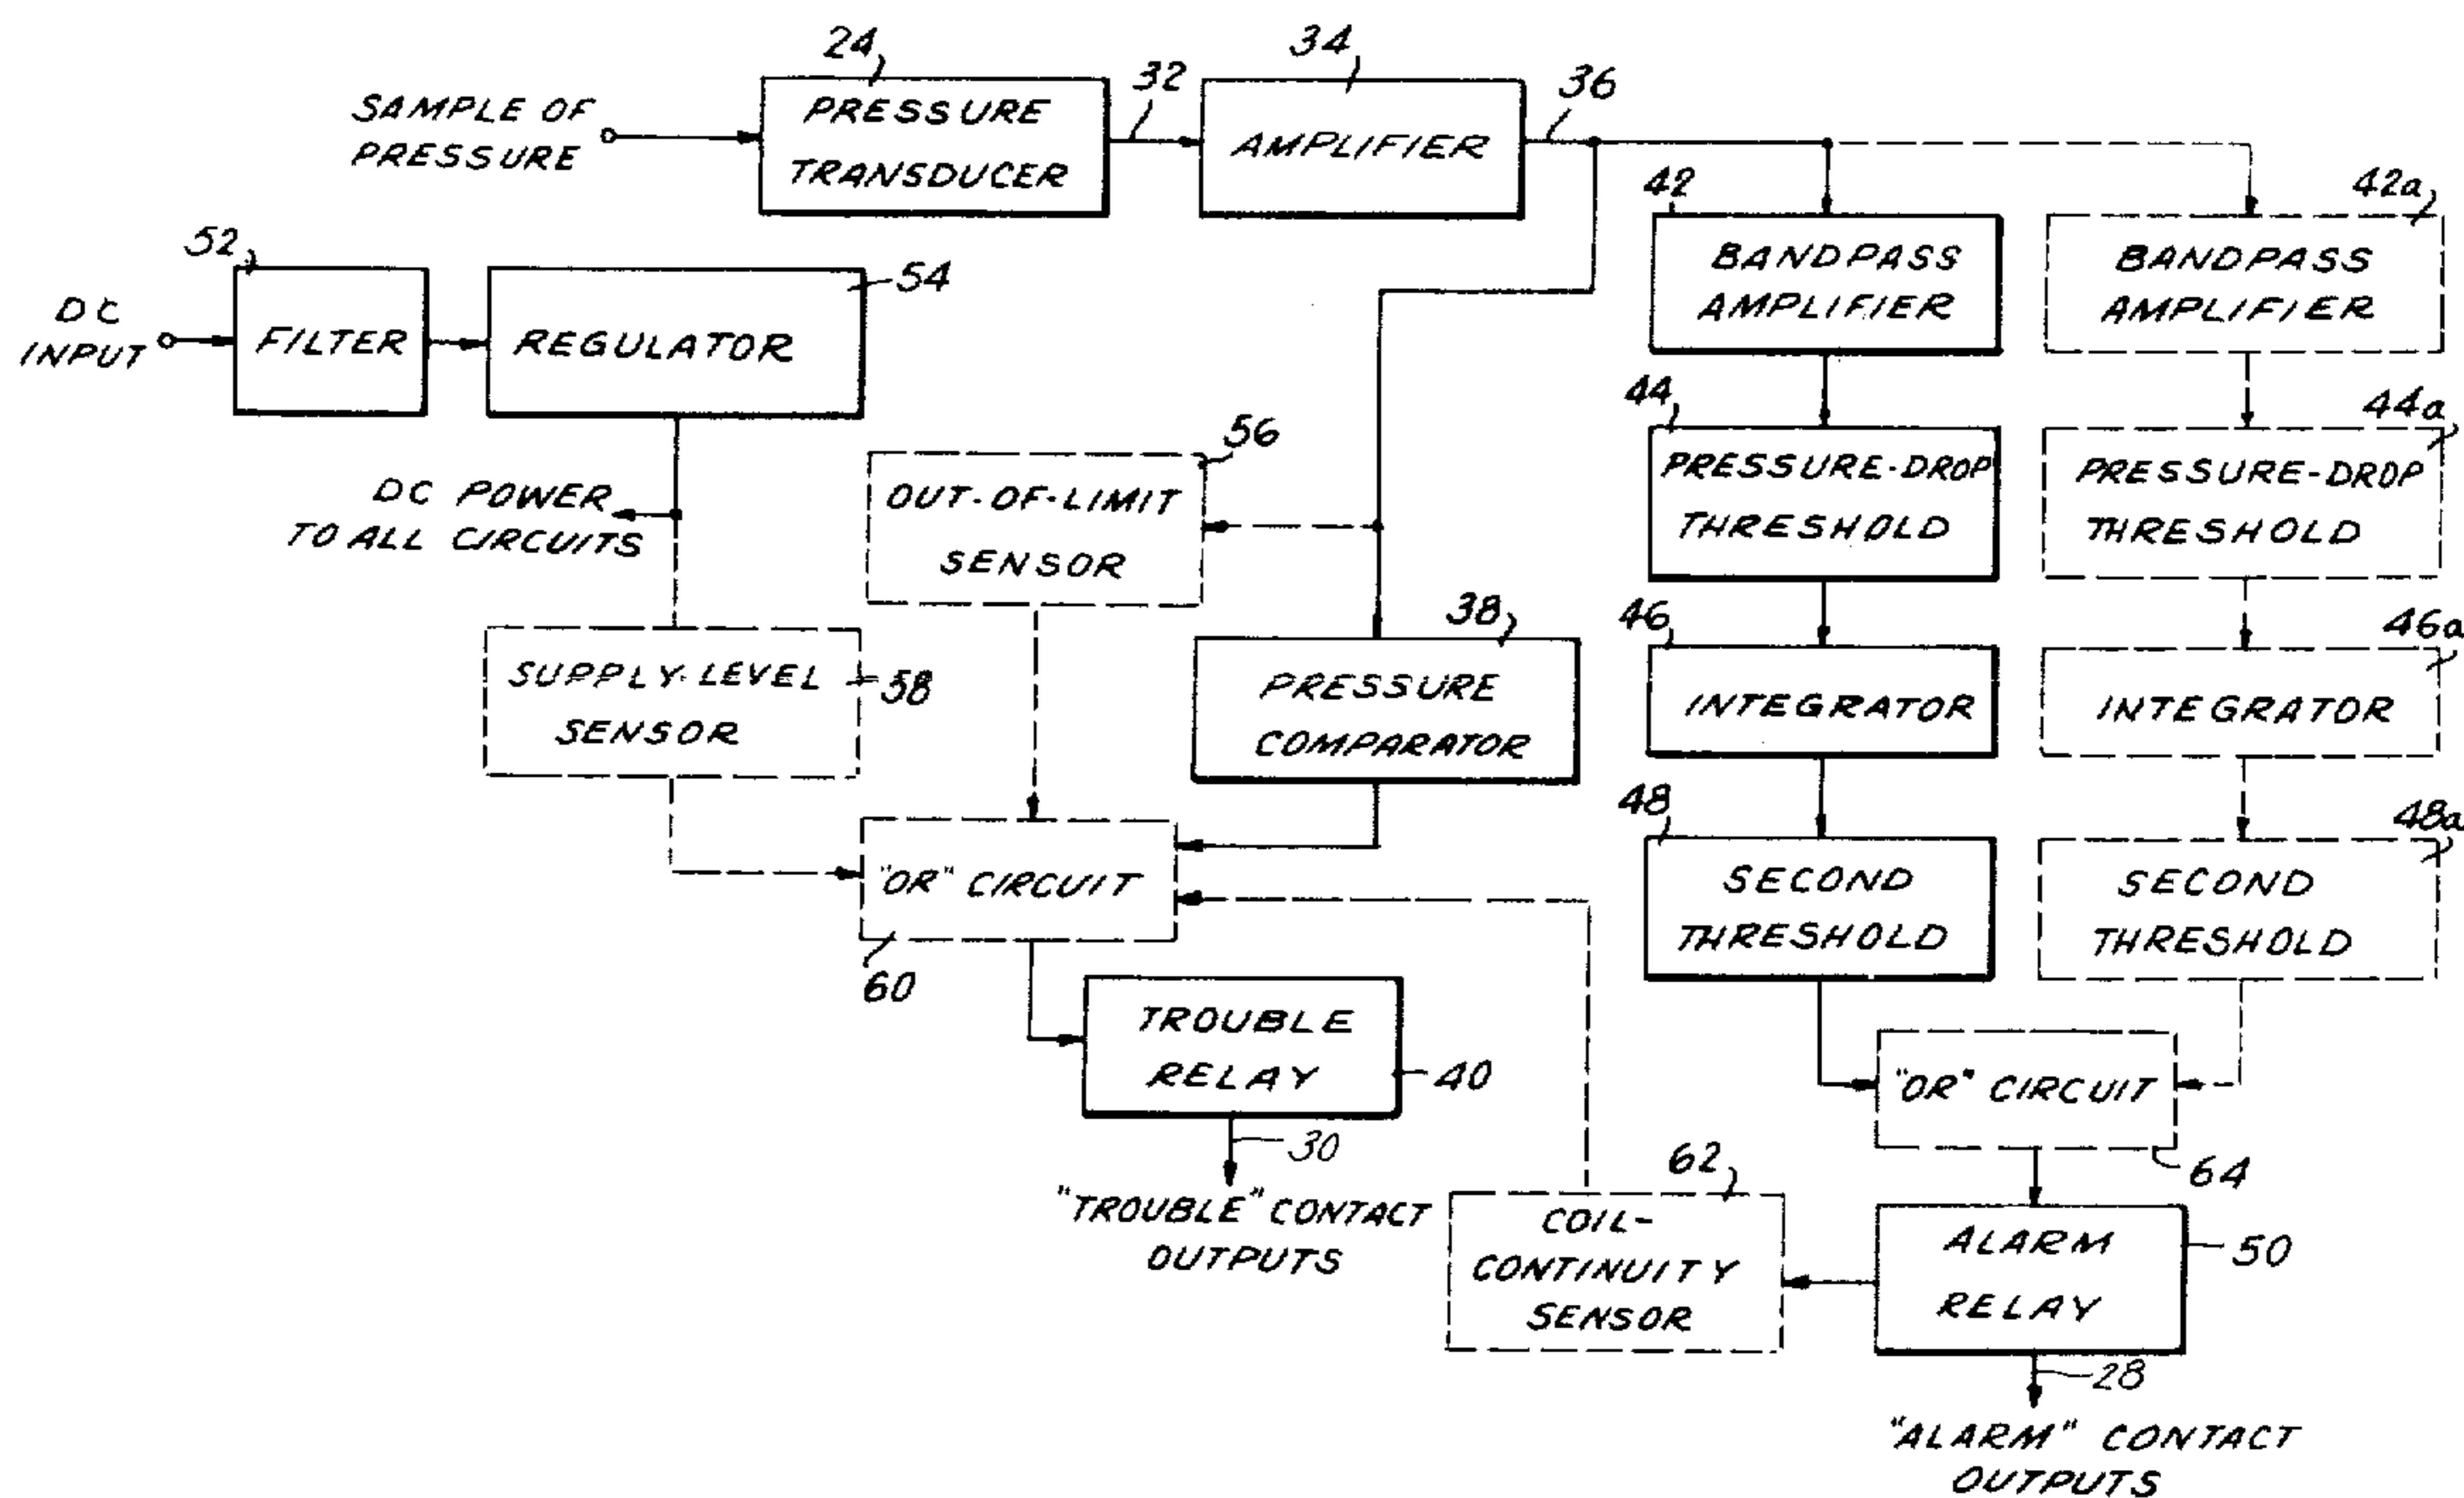 24
34
32
36
SAMPLE OF
PRESSURE
PRESSURE
TRANSDUCER
AMPLIFIER
42
42a
BANDPASS
AMPLIFIER
BANDPASS
AMPLIFIER
52
54
DC
INPUT
FILTER
REGULATOR
44
44a
PRESSURE-DROP
THRESHOLD
PRESSURE-DROP
THRESHOLD
56
OUT-OF-LIMIT
SENSOR
DC POWER
TO ALL CIRCUITS
38
46
46a
SUPPLY-LEVEL
SENSOR
58
PRESSURE
COMPARATOR
INTEGRATOR
INTEGRATOR
48
48a
"OR" CIRCUIT
60
SECOND
THRESHOLD
SECOND
THRESHOLD
TROUBLE
RELAY
40
30
"TROUBLE" CONTACT
OUTPUTS
"OR" CIRCUIT
64
62
COIL-
CONTINUITY
SENSOR
ALARM
RELAY
50
28
"ALARM" CONTACT
OUTPUTS